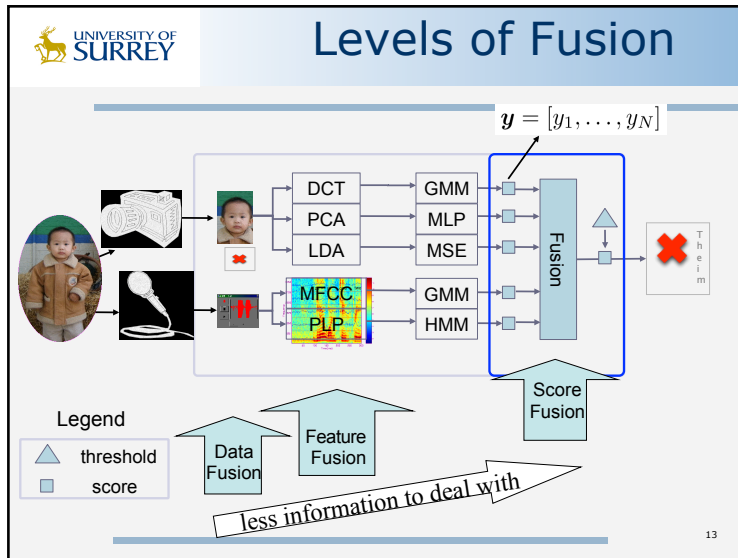 UNIVERSITY OF
SURREY
Levels of Fusion
y = [y₁, . . . , y_N]
DCT
GMM
PCA
MLP
LDA
MSE
MFCC
GMM
PLP
HMM
Fusion
T
h
e
i
m
Legend
threshold
score
Data
Fusion
Feature
Fusion
Score
Fusion
less information to deal with
13